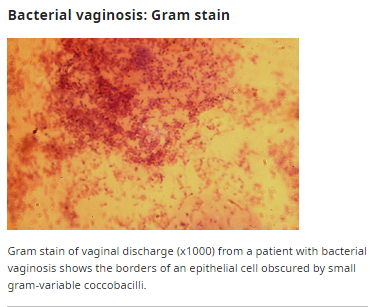 Bacterial vaginosis: Gram stain
Gram stain of vaginal discharge (x1000) from a patient with bacterial
vaginosis shows the borders of an epithelial cell obscured by small
gram-variable coccobacilli.